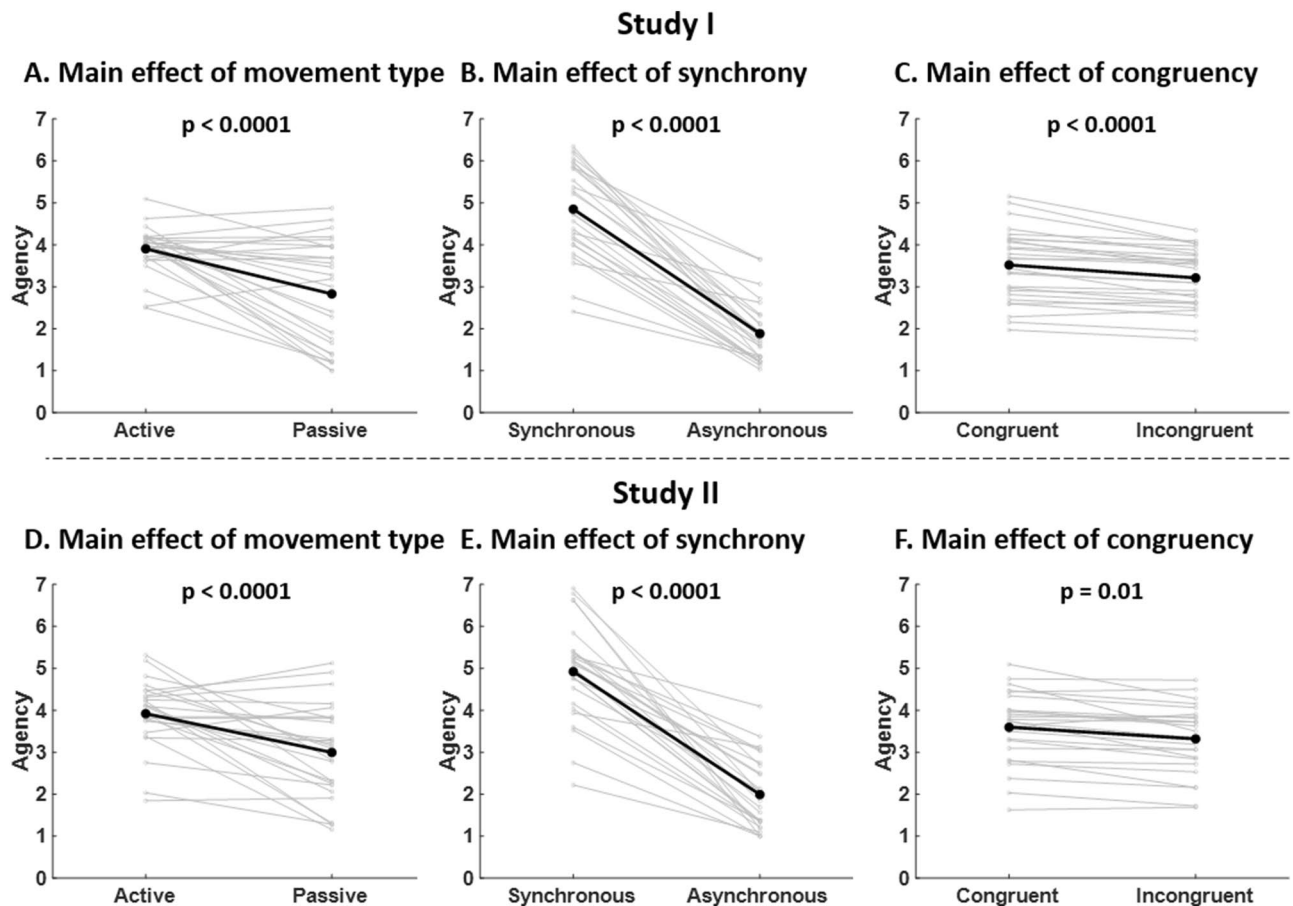 Study I
A. Main effect of movement type
B. Main effect of synchrony
C. Main effect of congruency
p < 0.0001
p < 0.0001
p < 0.0001
Agency
7
6
5
4
3
2
1
0
Active
Passive
Agency
7
6
5
4
3
2
1
0
Synchronous
Asynchronous
Agency
7
6
5
4
3
2
1
0
Congruent
Incongruent
Study II
D. Main effect of movement type
E. Main effect of synchrony
F. Main effect of congruency
p < 0.0001
p < 0.0001
p = 0.01
Agency
7
6
5
4
3
2
1
0
Active
Passive
Agency
7
6
5
4
3
2
1
0
Synchronous
Asynchronous
Agency
7
6
5
4
3
2
1
0
Congruent
Incongruent